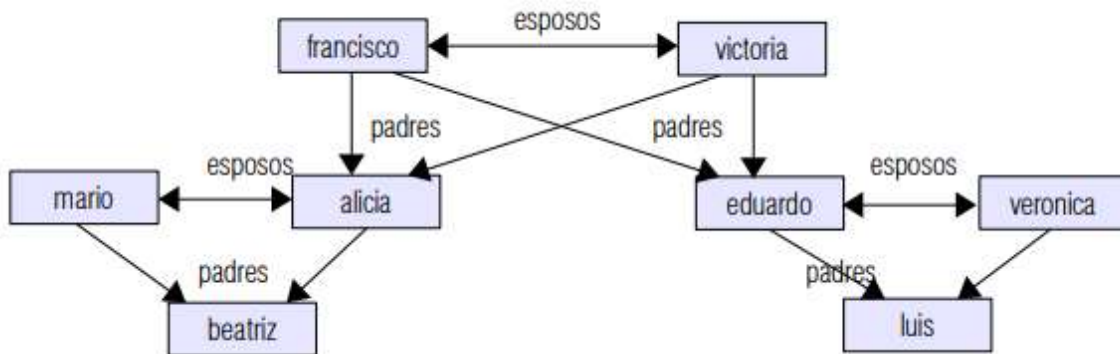 esposos
francisco
victoria
padres
padres
esposos
esposos
mario
alicia
eduardo
veronica
padres
padres
beatriz
luis